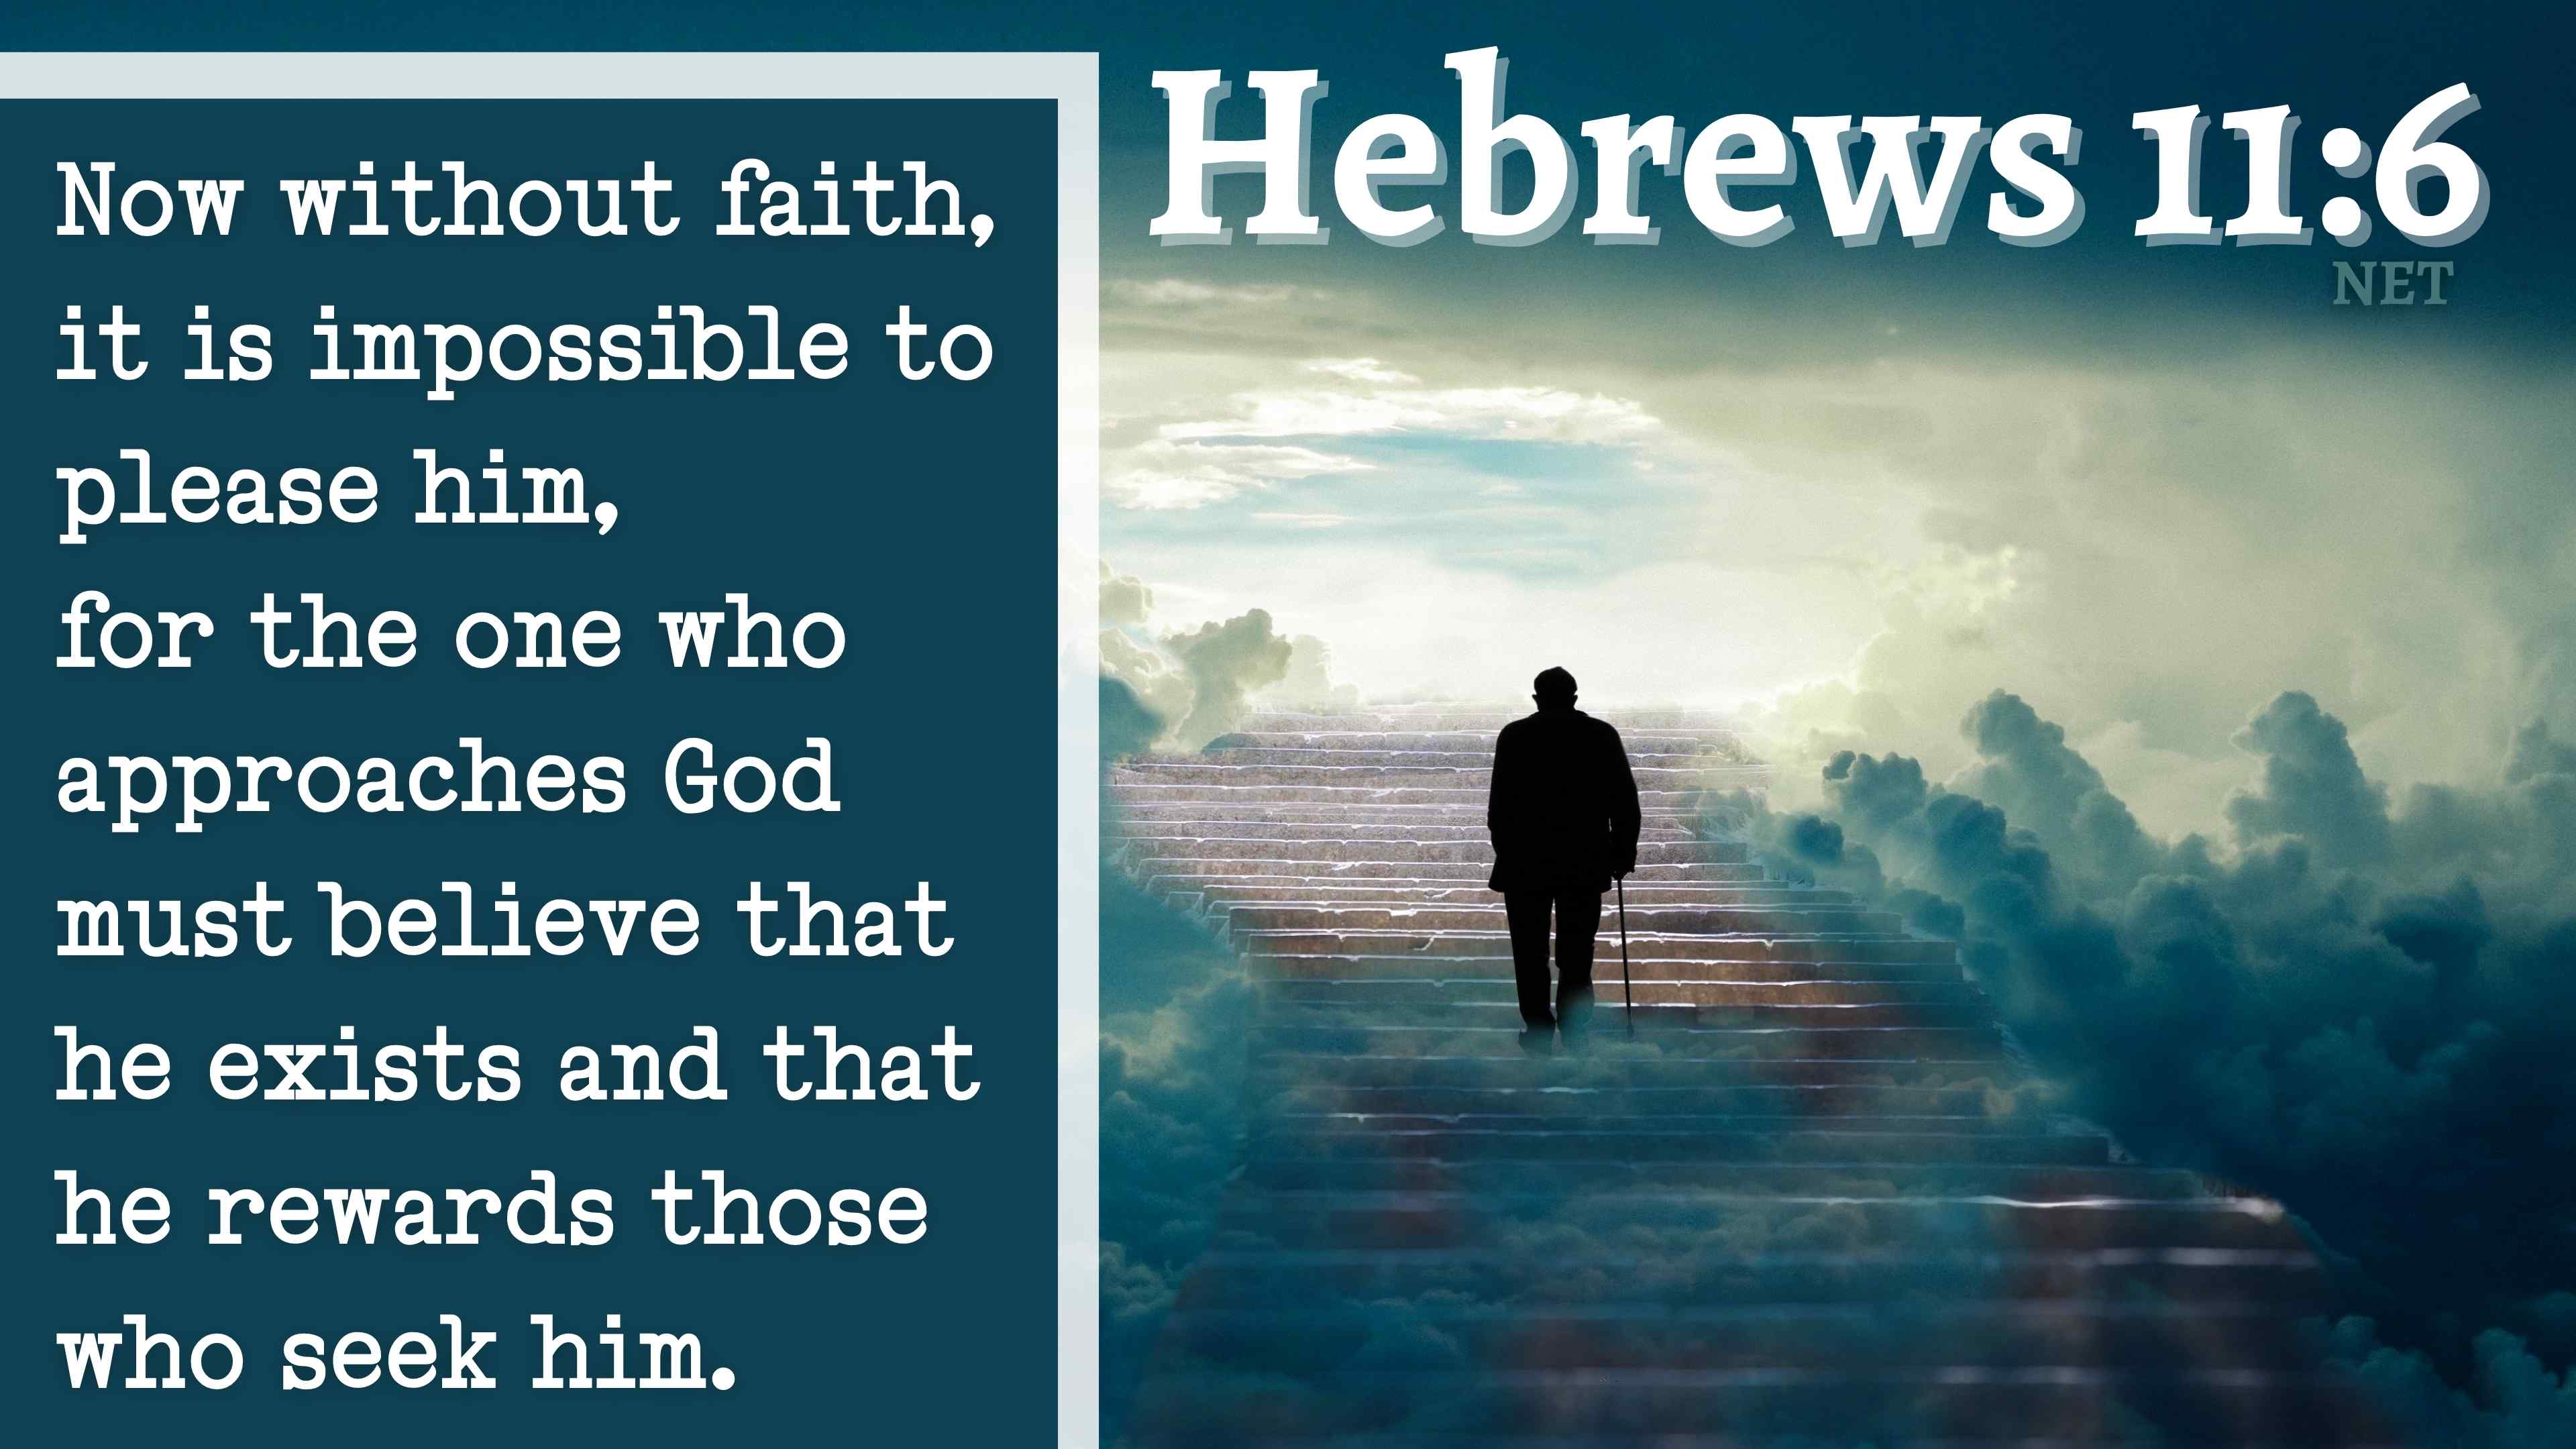 Hebrews 11:6
NET
Now without faith,
it is impossible to
please him,
for the one who
approaches God
must believe that
he exists and that
he rewards those
who seek him.